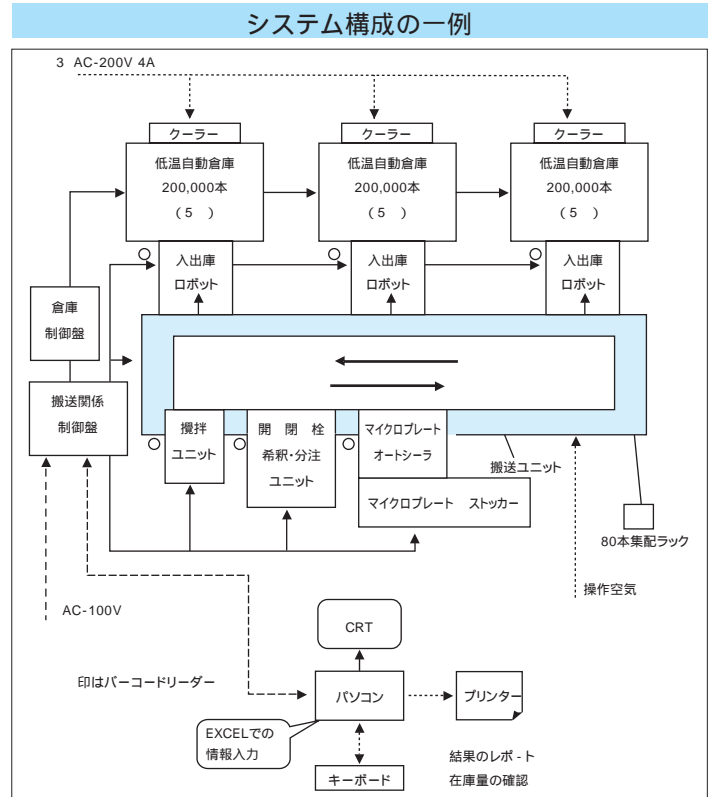 システム構成の一例
3 AC-200V 4A
クーラー
クーラー
クーラー
低温自動倉庫
200,000本
(5 )
低温自動倉庫
200,000本
(5 )
低温自動倉庫
200,000本
(5 )
入出庫
ロボット
入出庫
ロボット
入出庫
ロボット
倉庫
制御盤
搬送関係
制御盤
攪拌
ユニット
開 閉 栓
希釈・分注
ユニット
マイクロプレート
オートシーラ
マイクロプレート ストッカー
搬送ユニット
80本集配ラック
操作空気
AC-100V
CRT
印はバーコードリーダー
パソコン
プリンター
EXCELでの
情報入力
キーボード
結果のレポ-ト
在庫量の確認